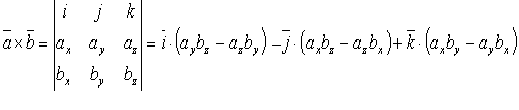 a̅ × b̅ = | i j k ; a_x a_y a_z ; b_x b_y b_z | = i̅·(a_y b_z − a_z b_y) − j̅·(a_x b_z − a_z b_x) + k̅·(a_x b_y − a_y b_x)